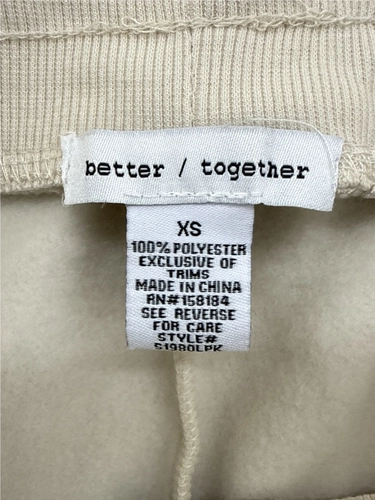 better / together
XS
100% POLYESTER
EXCLUSIVE OF
TRIMS
MADE IN CHINA
RN#158184
SEE REVERSE
FOR CARE
STYLE#
S1980LPK